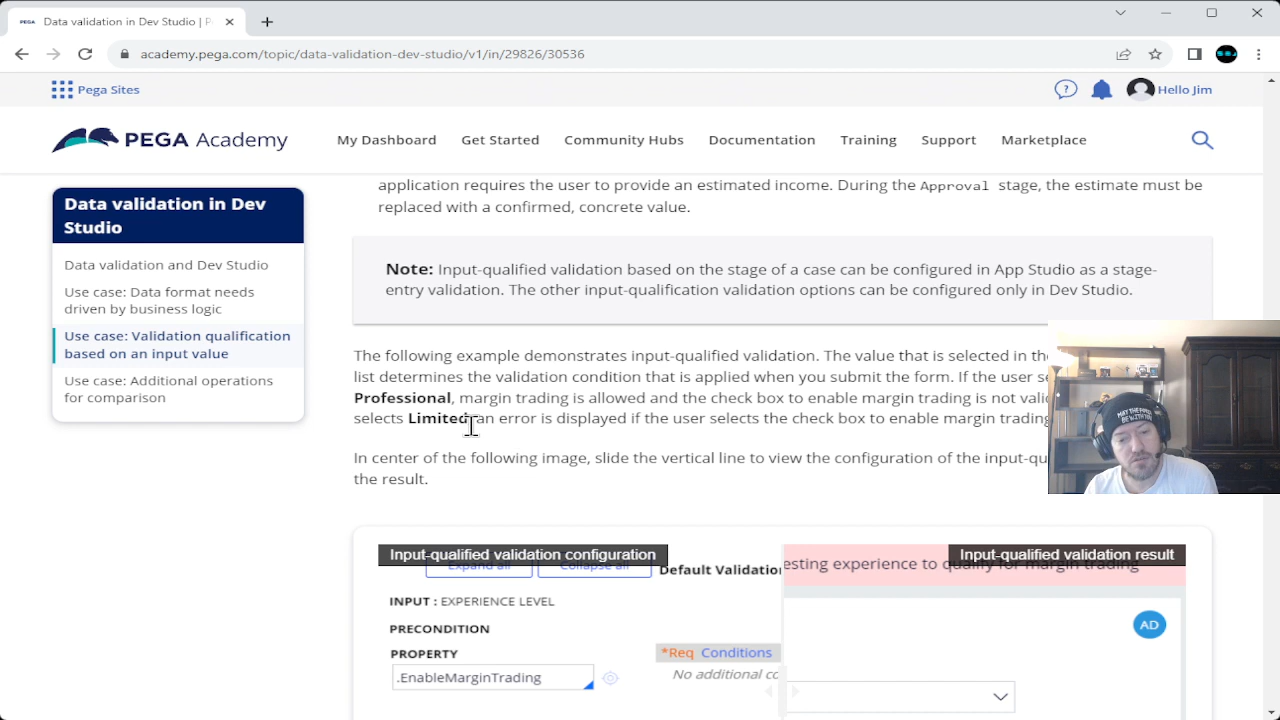 PEGA
Data validation in Dev Studio | P
academy.pega.com/topic/data-validation-dev-studio/v1/in/29826/30536
Pega Sites
?
Hello Jim
PEGA Academy
My Dashboard
Get Started
Community Hubs
Documentation
Training
Support
Marketplace
Data validation in Dev
Studio
Data validation and Dev Studio
Use case: Data format needs
driven by business logic
Use case: Validation qualification
based on an input value
Use case: Additional operations
for comparison
application requires the user to provide an estimated income. During the Approval stage, the estimate must be
replaced with a confirmed, concrete value.
Note: Input-qualified validation based on the stage of a case can be configured in App Studio as a stage-
entry validation. The other input-qualification validation options can be configured only in Dev Studio.
The following example demonstrates input-qualified validation. The value that is selected in the
list determines the validation condition that is applied when you submit the form. If the user se
Professional, margin trading is allowed and the check box to enable margin trading is not vali
selects Limited an error is displayed if the user selects the check box to enable margin trading
In center of the following image, slide the vertical line to view the configuration of the input-qu
the result.
Input-qualified validation configuration
Input-qualified validation result
Expand all
Collapse all
Default Validation
esting experience to qualify for margin trading
INPUT : EXPERIENCE LEVEL
PRECONDITION
PROPERTY
.EnableMarginTrading
*Req Conditions
No additional co
AD
MAY THE
BE WITH YOU